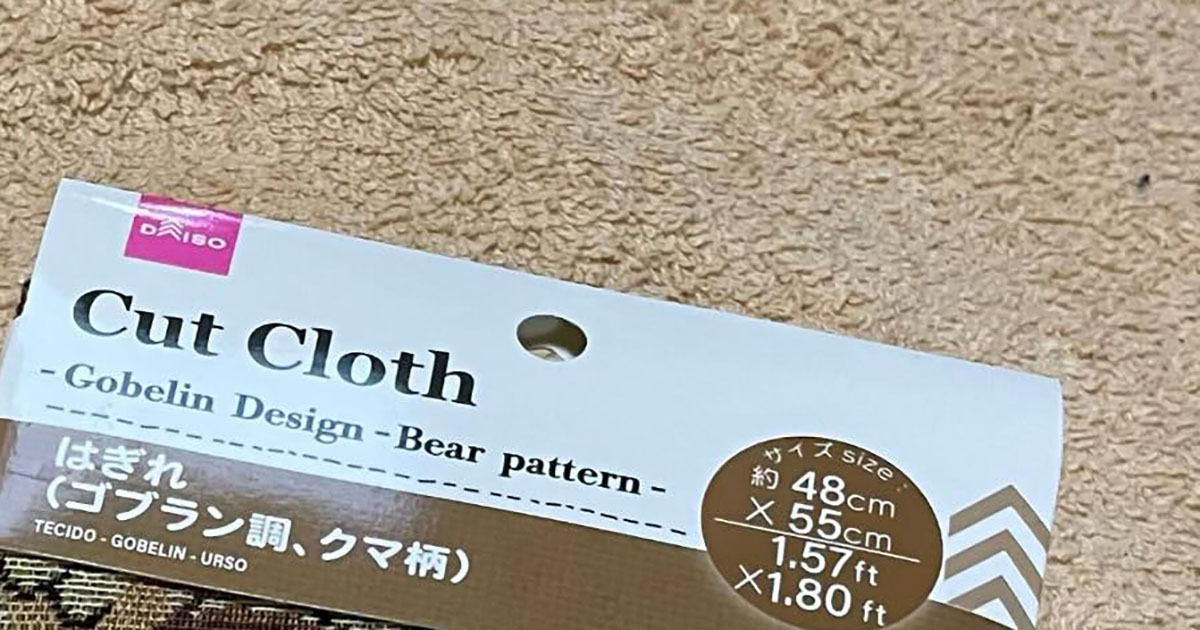 DAISO
Cut Cloth
-Gobelin Design-Bear pattern-
はぎれ
(ゴブラン調、クマ柄)
TECIDO - GOBELIN - URSO
サイズ size:
約 48cm
× 55cm
1.57ft
×1.80 ft